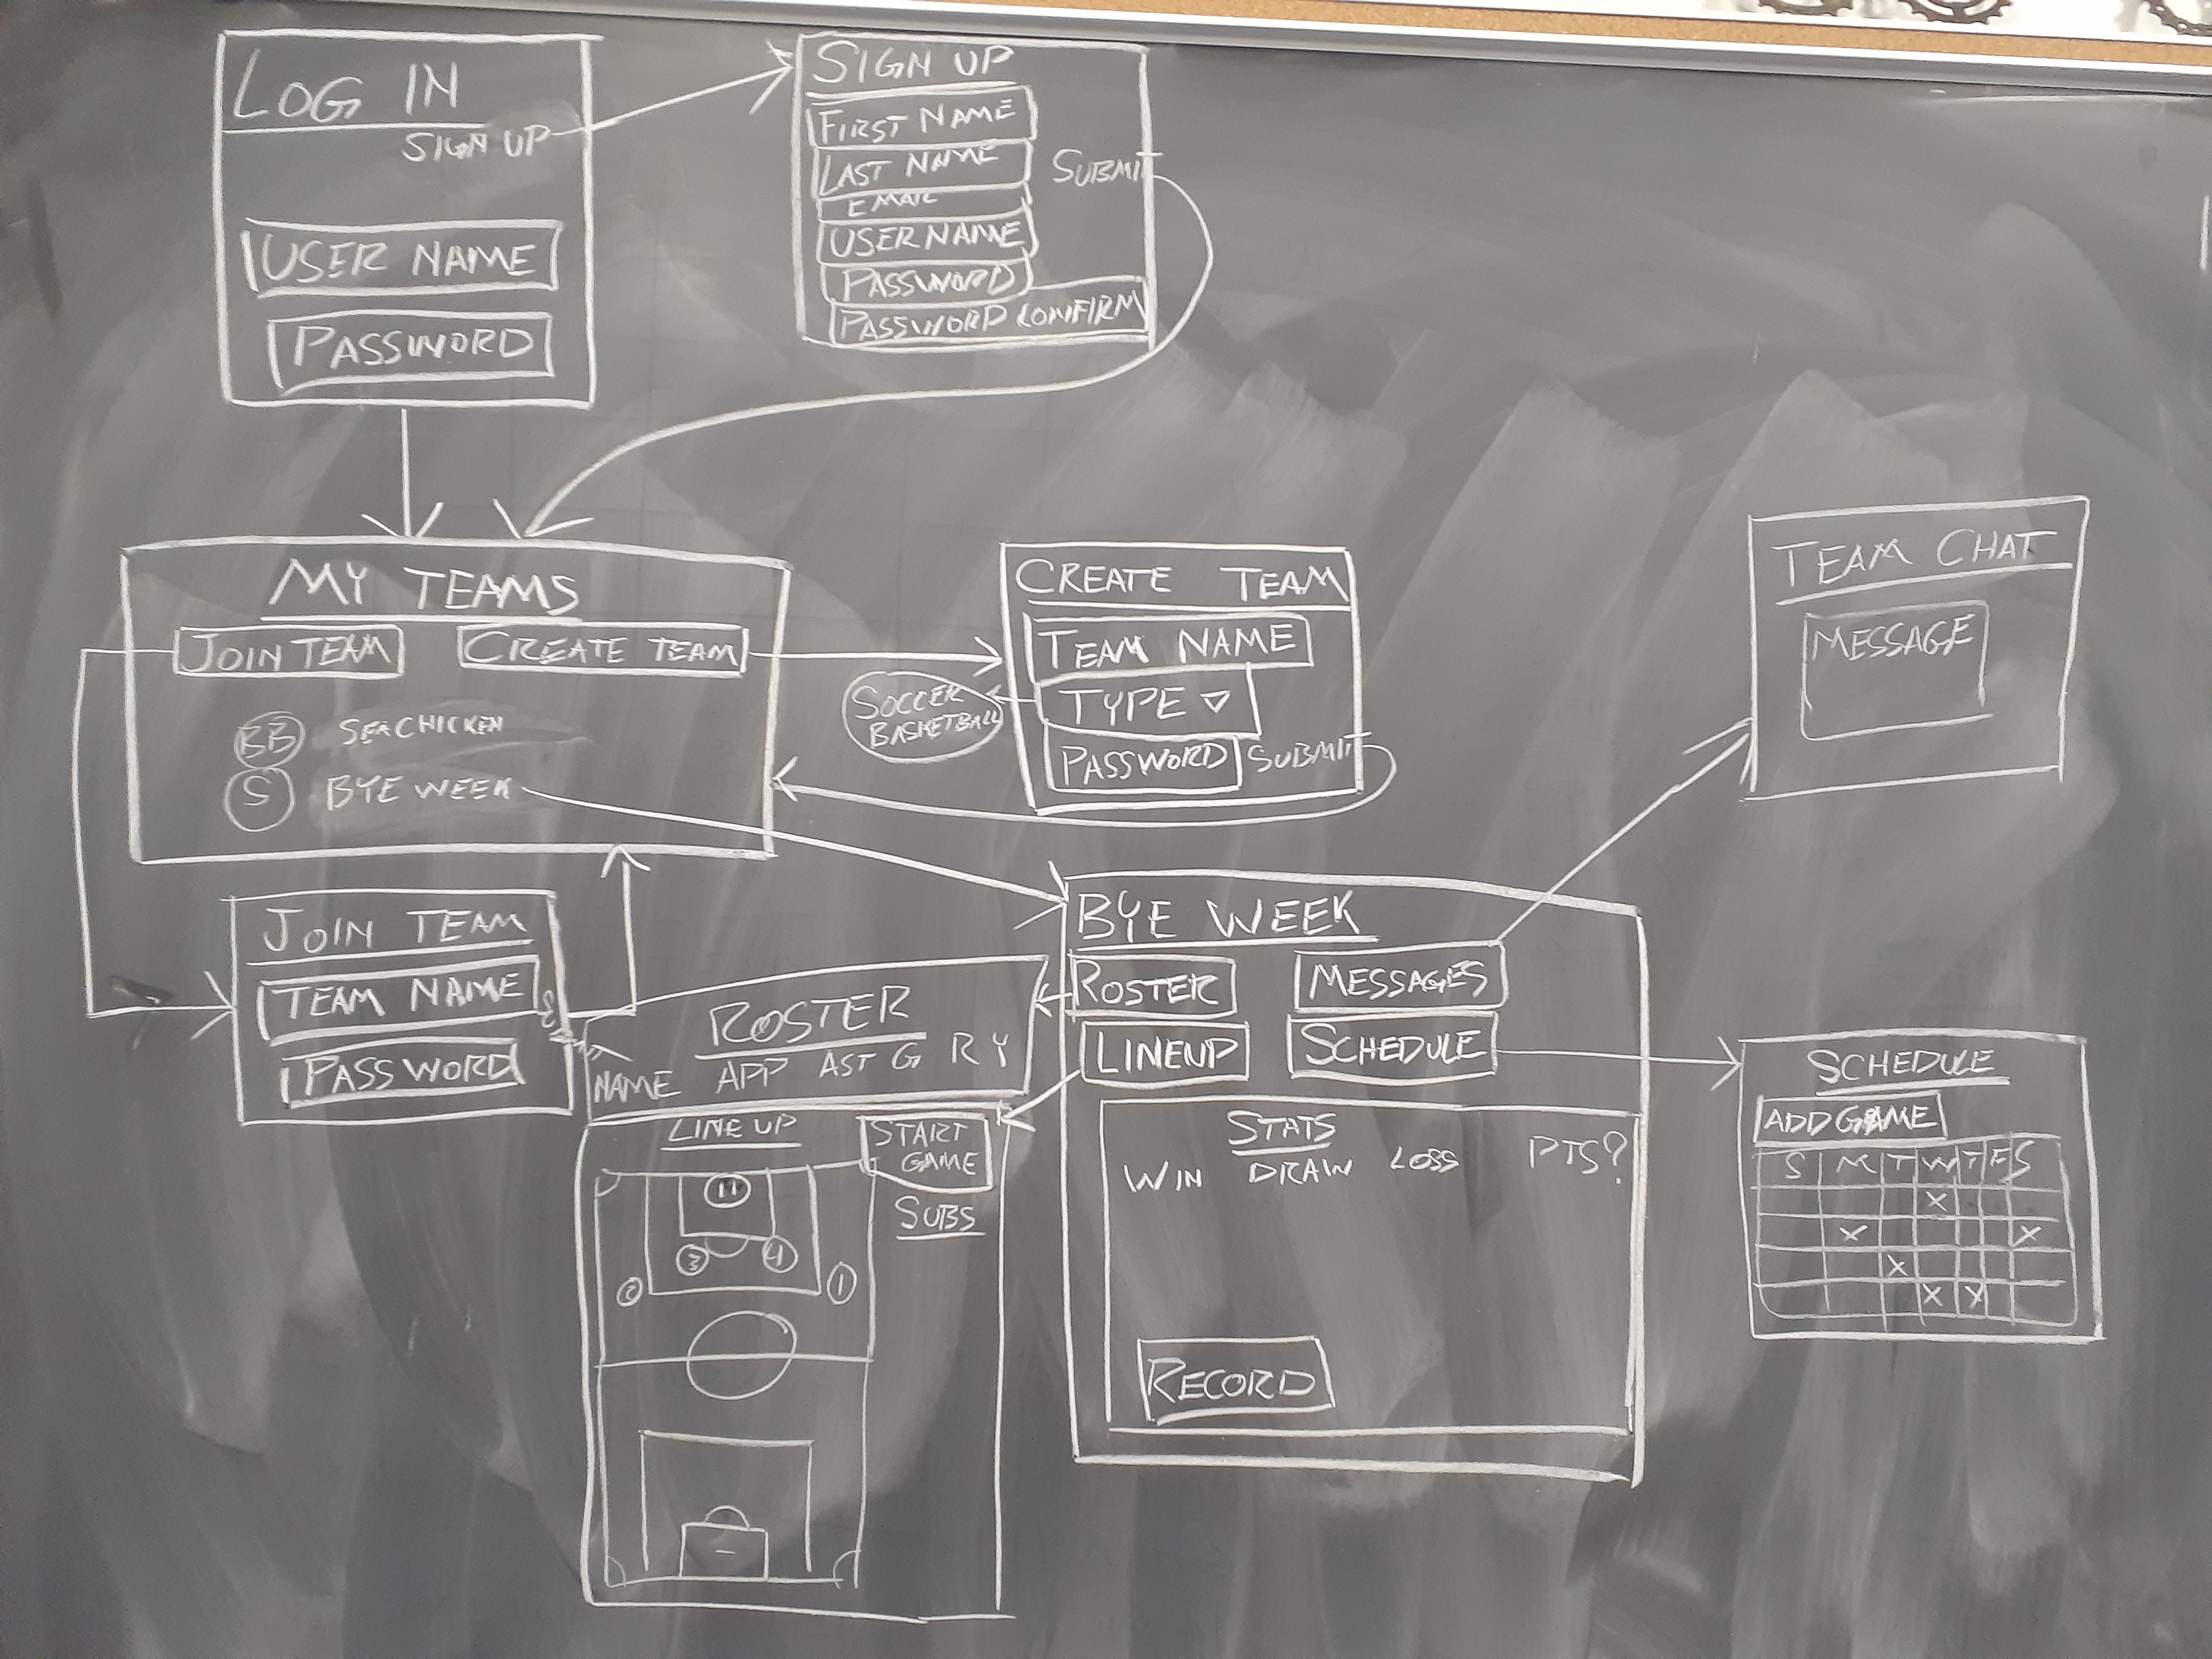 LOG IN
SIGN UP
USER NAME
PASSWORD
SIGN UP
FIRST NAME
LAST NAME
EMAIL
USER NAME
PASSWORD
PASSWORD CONFIRM
SUBMIT
MY TEAMS
JOIN TEAM
CREATE TEAM
BB SEA CHICKEN
S BYE WEEK
CREATE TEAM
TEAM NAME
TYPE
PASSWORD
SUBMIT
SOCCER
BASKETBALL
TEAM CHAT
MESSAGE
JOIN TEAM
TEAM NAME
PASSWORD
BYE WEEK
ROSTER
MESSAGES
LINEUP
SCHEDULE
STATS
WIN DRAW LOSS PTS?
RECORD
ROSTER
NAME APP AST G R Y
LINE UP
START
GAME
SUBS
11
3 4
2 1
SCHEDULE
ADD GAME
S M T W T F S
X
X X
X
X X